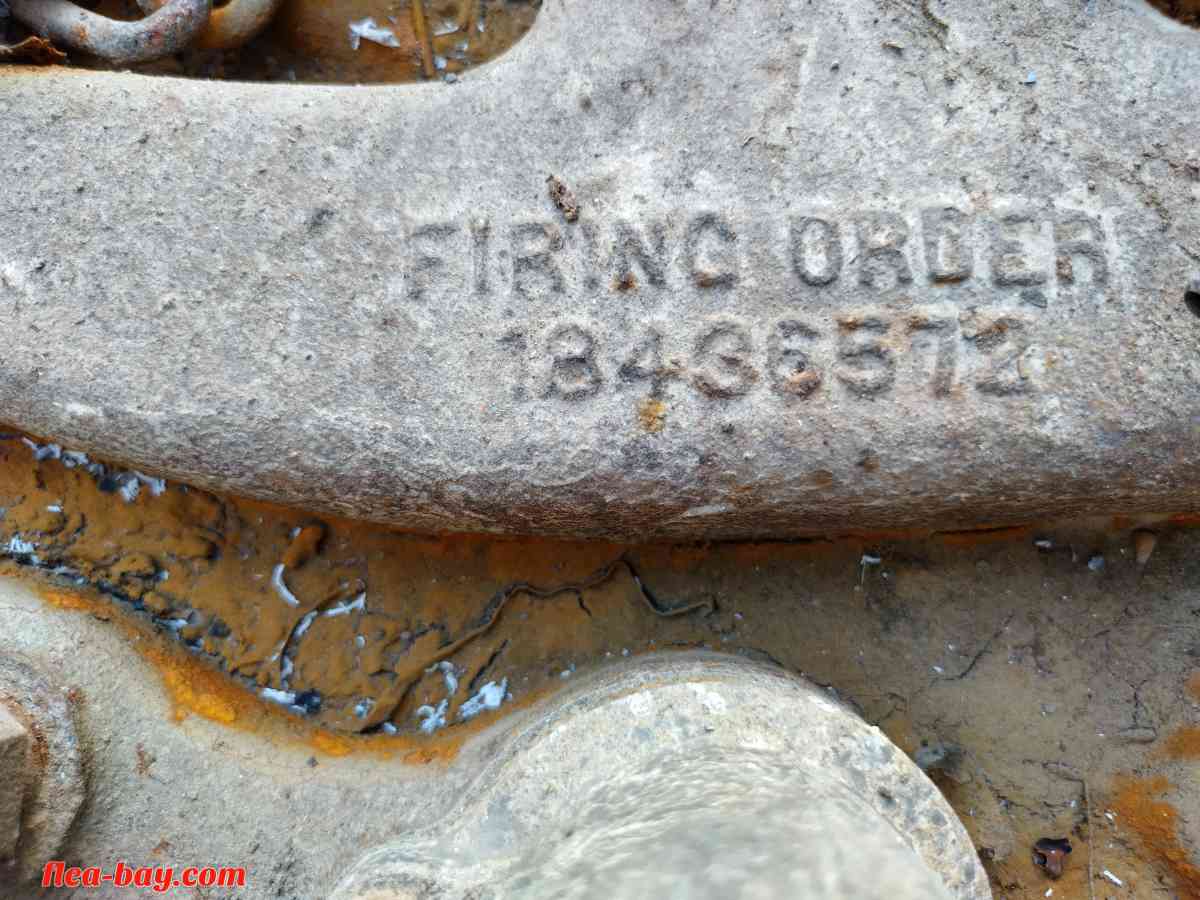 FIRING ORDER
18436572
flea-bay.com